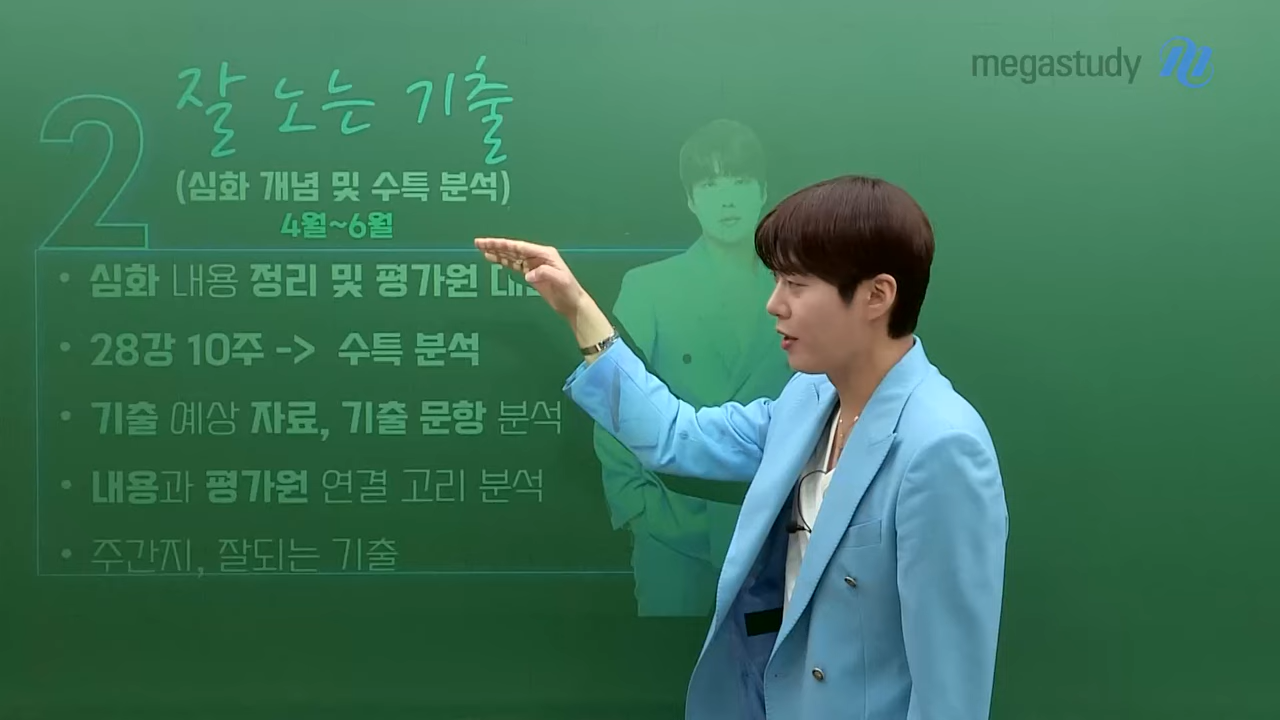 megastudy
2
잘 노는 기출
(심화 개념 및 수특 분석)
4월~6월
• 심화 내용 정리 및 평가원
• 28강 10주 -> 수특 분석
• 기출 예상 자료, 기출 문항 분석
• 내용과 평가원 연결 고리 분석
• 주간지, 잘되는 기출